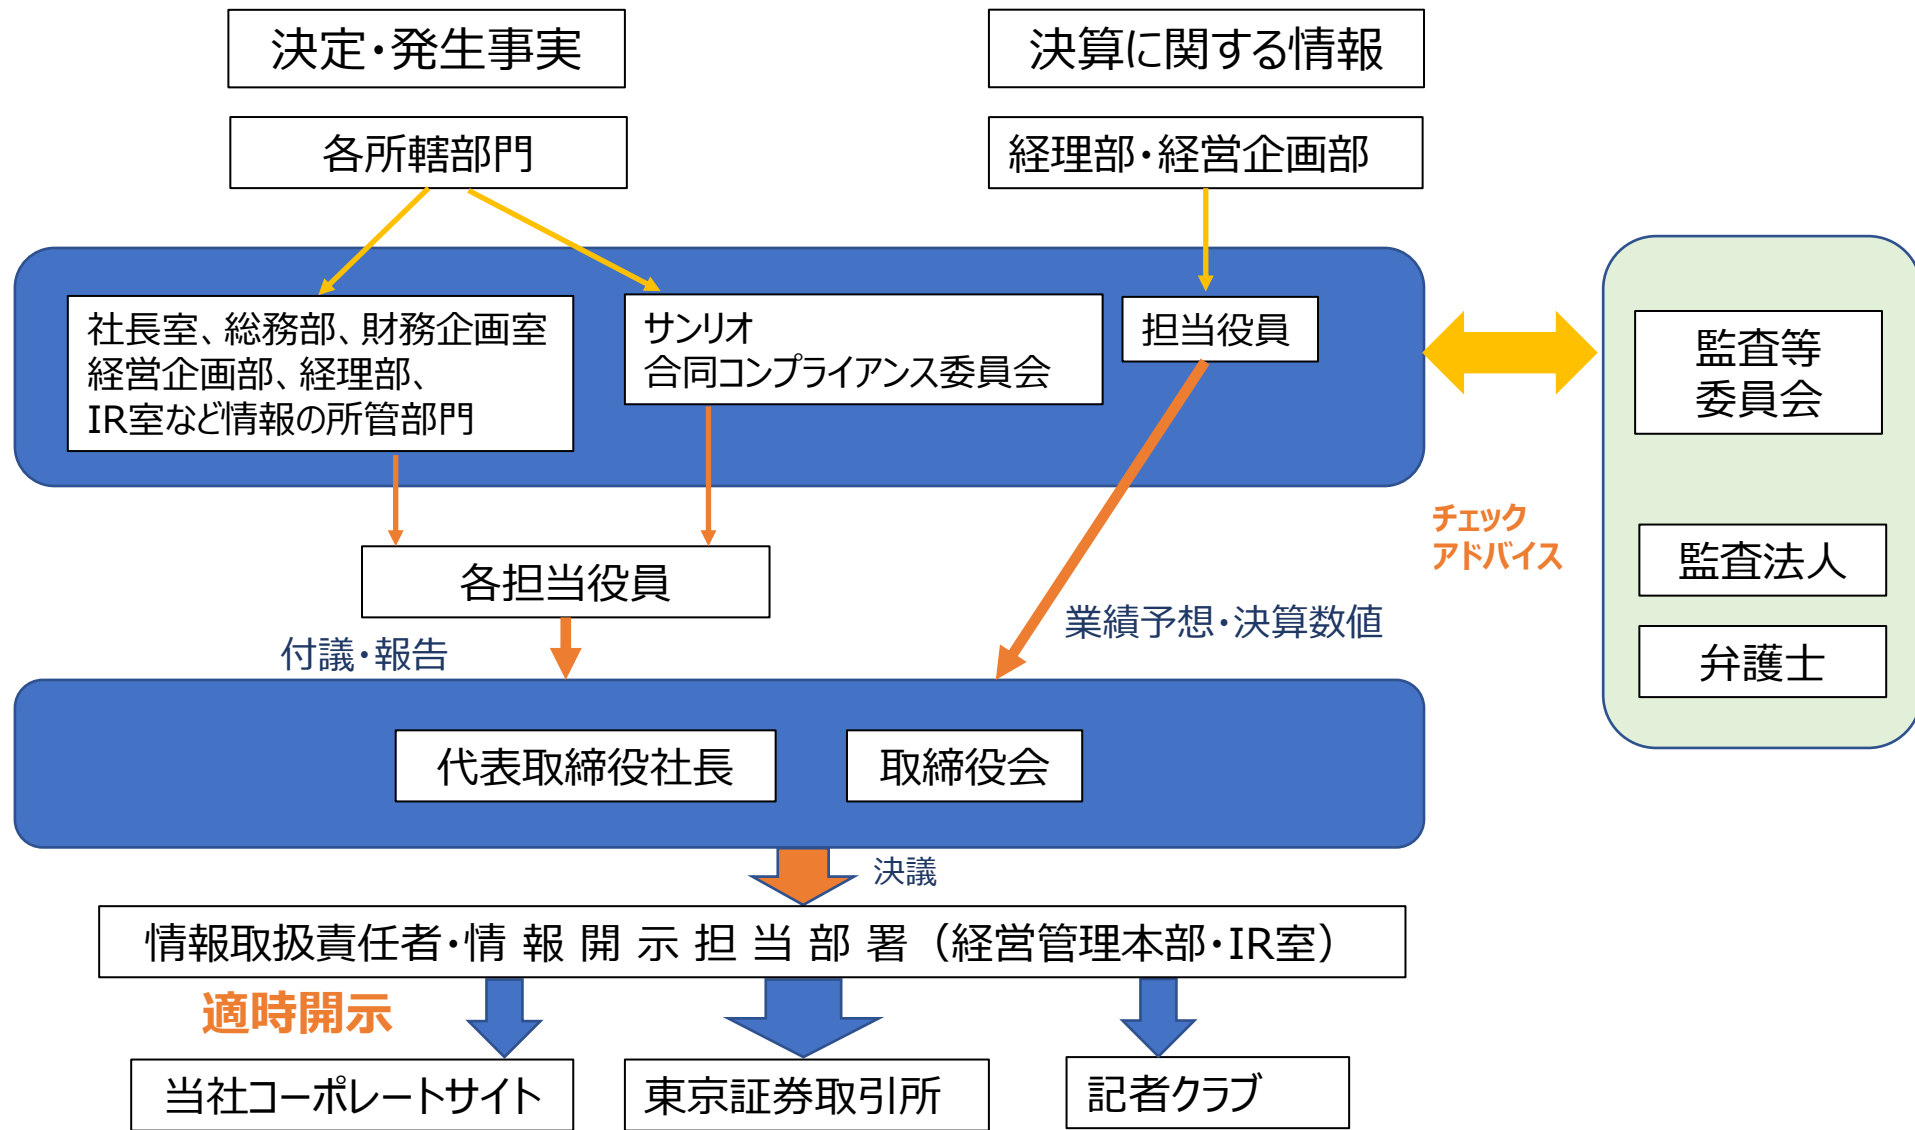 決定・発生事実
決算に関する情報
各所轄部門
経理部・経営企画部
社長室、総務部、財務企画室
経営企画部、経理部、
IR室など情報の所管部門
サンリオ
合同コンプライアンス委員会
担当役員
監査等
委員会
チェック
アドバイス
監査法人
弁護士
各担当役員
付議・報告
業績予想・決算数値
代表取締役社長
取締役会
決議
情報取扱責任者・情 報 開 示 担 当 部 署（経営管理本部・IR室）
適時開示
当社コーポレートサイト
東京証券取引所
記者クラブ